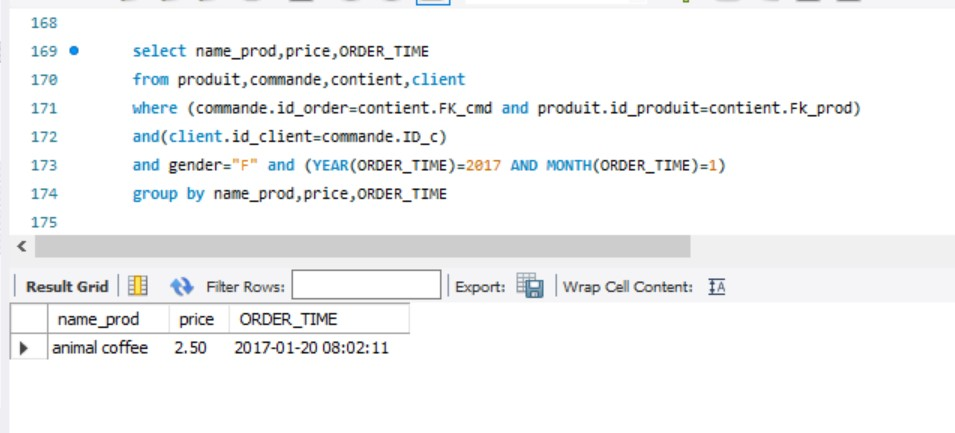 168
169 select name_prod,price,ORDER_TIME
170 from produit,commande,contient,client
171 where (commande.id_order=contient.FK_cmd and produit.id_produit=contient.Fk_prod)
172 and(client.id_client=commande.ID_c)
173 and gender="F" and (YEAR(ORDER_TIME)=2017 AND MONTH(ORDER_TIME)=1)
174 group by name_prod,price,ORDER_TIME
175
Result Grid Filter Rows: Export: Wrap Cell Content: IA
name_prod price ORDER_TIME
animal coffee 2.50 2017-01-20 08:02:11